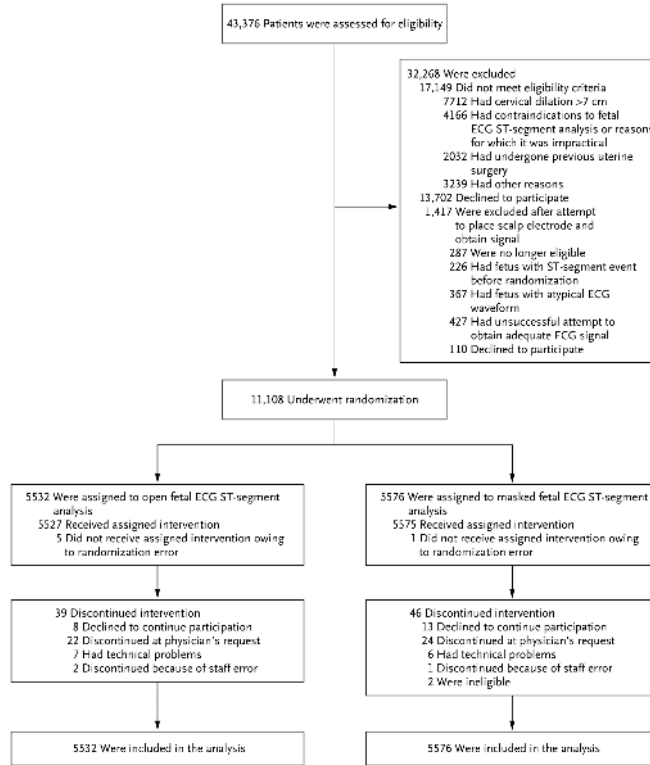 43,376 Patients were assessed for eligibility
32,268 Were excluded
17,149 Did not meet eligibility criteria
7712 Had cervical dilation >7 cm
4166 Had contraindications to fetal
ECG ST-segment analysis or reasons
for which it was impractical
2032 Had undergone previous uterine
surgery
3239 Had other reasons
13,702 Declined to participate
1,417 Were excluded after attempt
to place scalp electrode and
obtain signal
287 Were no longer eligible
226 Had fetus with ST-segment event
before randomization
367 Had fetus with atypical ECG
waveform
427 Had unsuccessful attempt to
obtain adequate ECG signal
110 Declined to participate
11,108 Underwent randomization
5532 Were assigned to open fetal ECG ST-segment
analysis
5527 Received assigned intervention
5 Did not receive assigned intervention owing
to randomization error
5576 Were assigned to masked fetal ECG ST-segment
analysis
5575 Received assigned intervention
1 Did not receive assigned intervention owing
to randomization error
39 Discontinued intervention
8 Declined to continue participation
22 Discontinued at physician's request
7 Had technical problems
2 Discontinued because of staff error
46 Discontinued intervention
13 Declined to continue participation
24 Discontinued at physician's request
6 Had technical problems
1 Discontinued because of staff error
2 Were ineligible
5532 Were included in the analysis
5576 Were included in the analysis